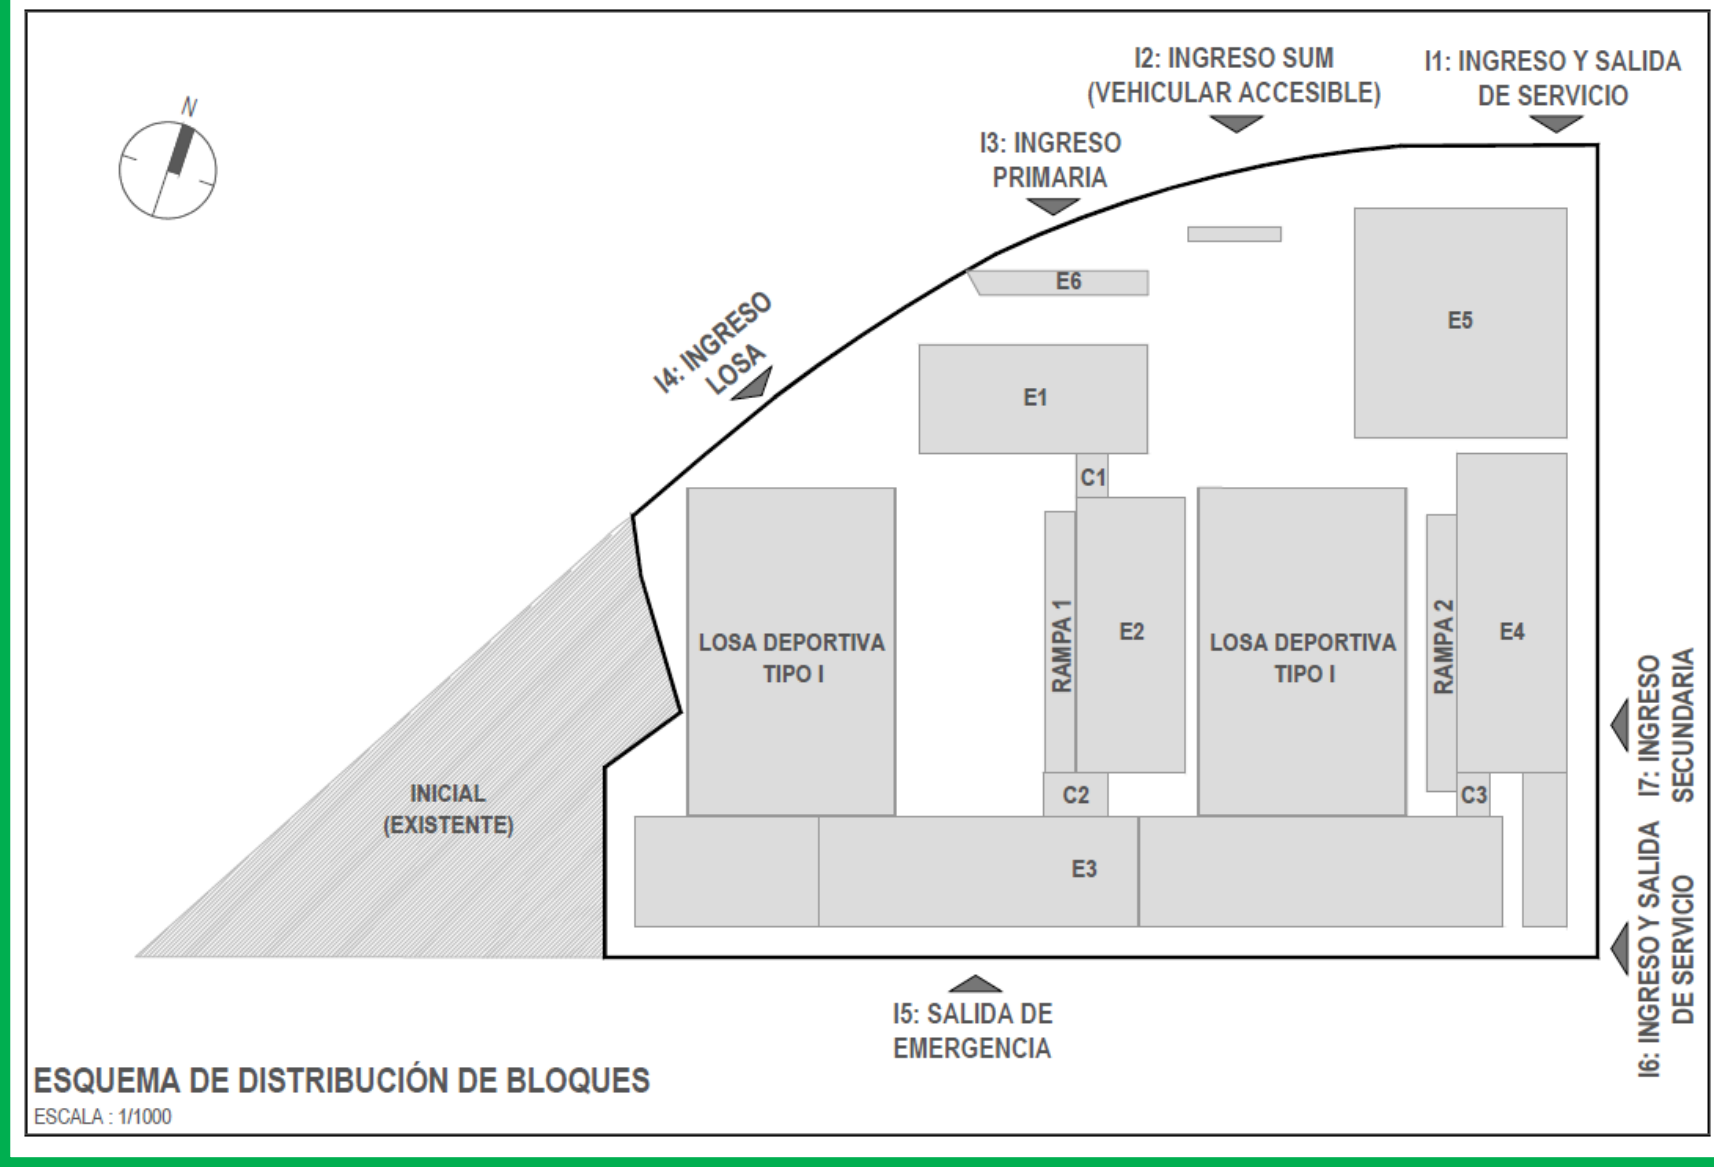 N
I2: INGRESO SUM
(VEHICULAR ACCESIBLE)
I1: INGRESO Y SALIDA
DE SERVICIO
I3: INGRESO
PRIMARIA
I4: INGRESO
LOSA
E6
E5
E1
C1
LOSA DEPORTIVA
TIPO I
RAMPA 1
E2
LOSA DEPORTIVA
TIPO I
RAMPA 2
E4
I7: INGRESO
SECUNDARIA
INICIAL
(EXISTENTE)
C2
C3
E3
I6: INGRESO Y SALIDA
DE SERVICIO
I5: SALIDA DE
EMERGENCIA
ESQUEMA DE DISTRIBUCIÓN DE BLOQUES
ESCALA : 1/1000